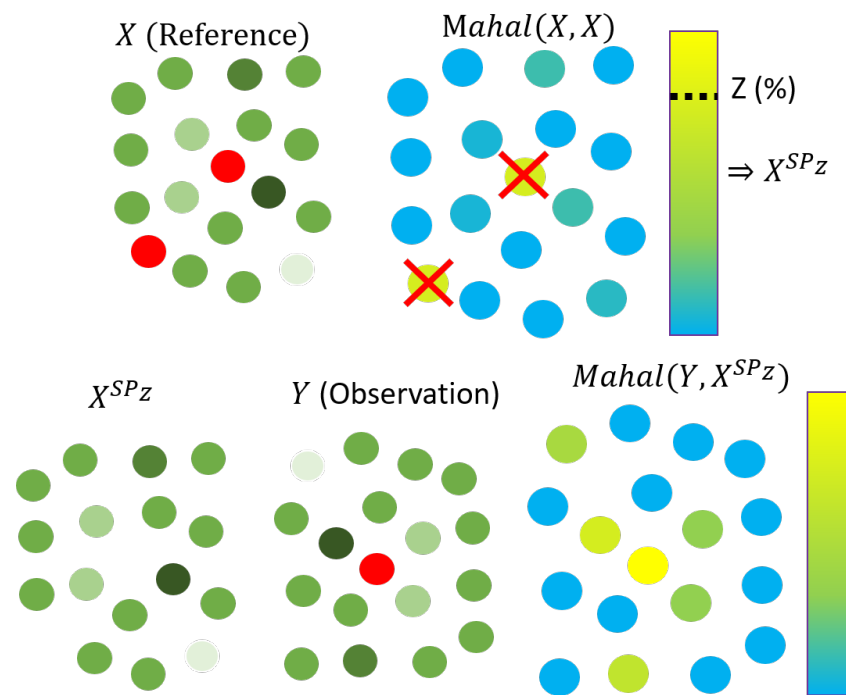 X (Reference)
Mahal(X, X)
Z (%)
⇒ X^{SPz}
X^{SPz}
Y (Observation)
Mahal(Y, X^{SPz})